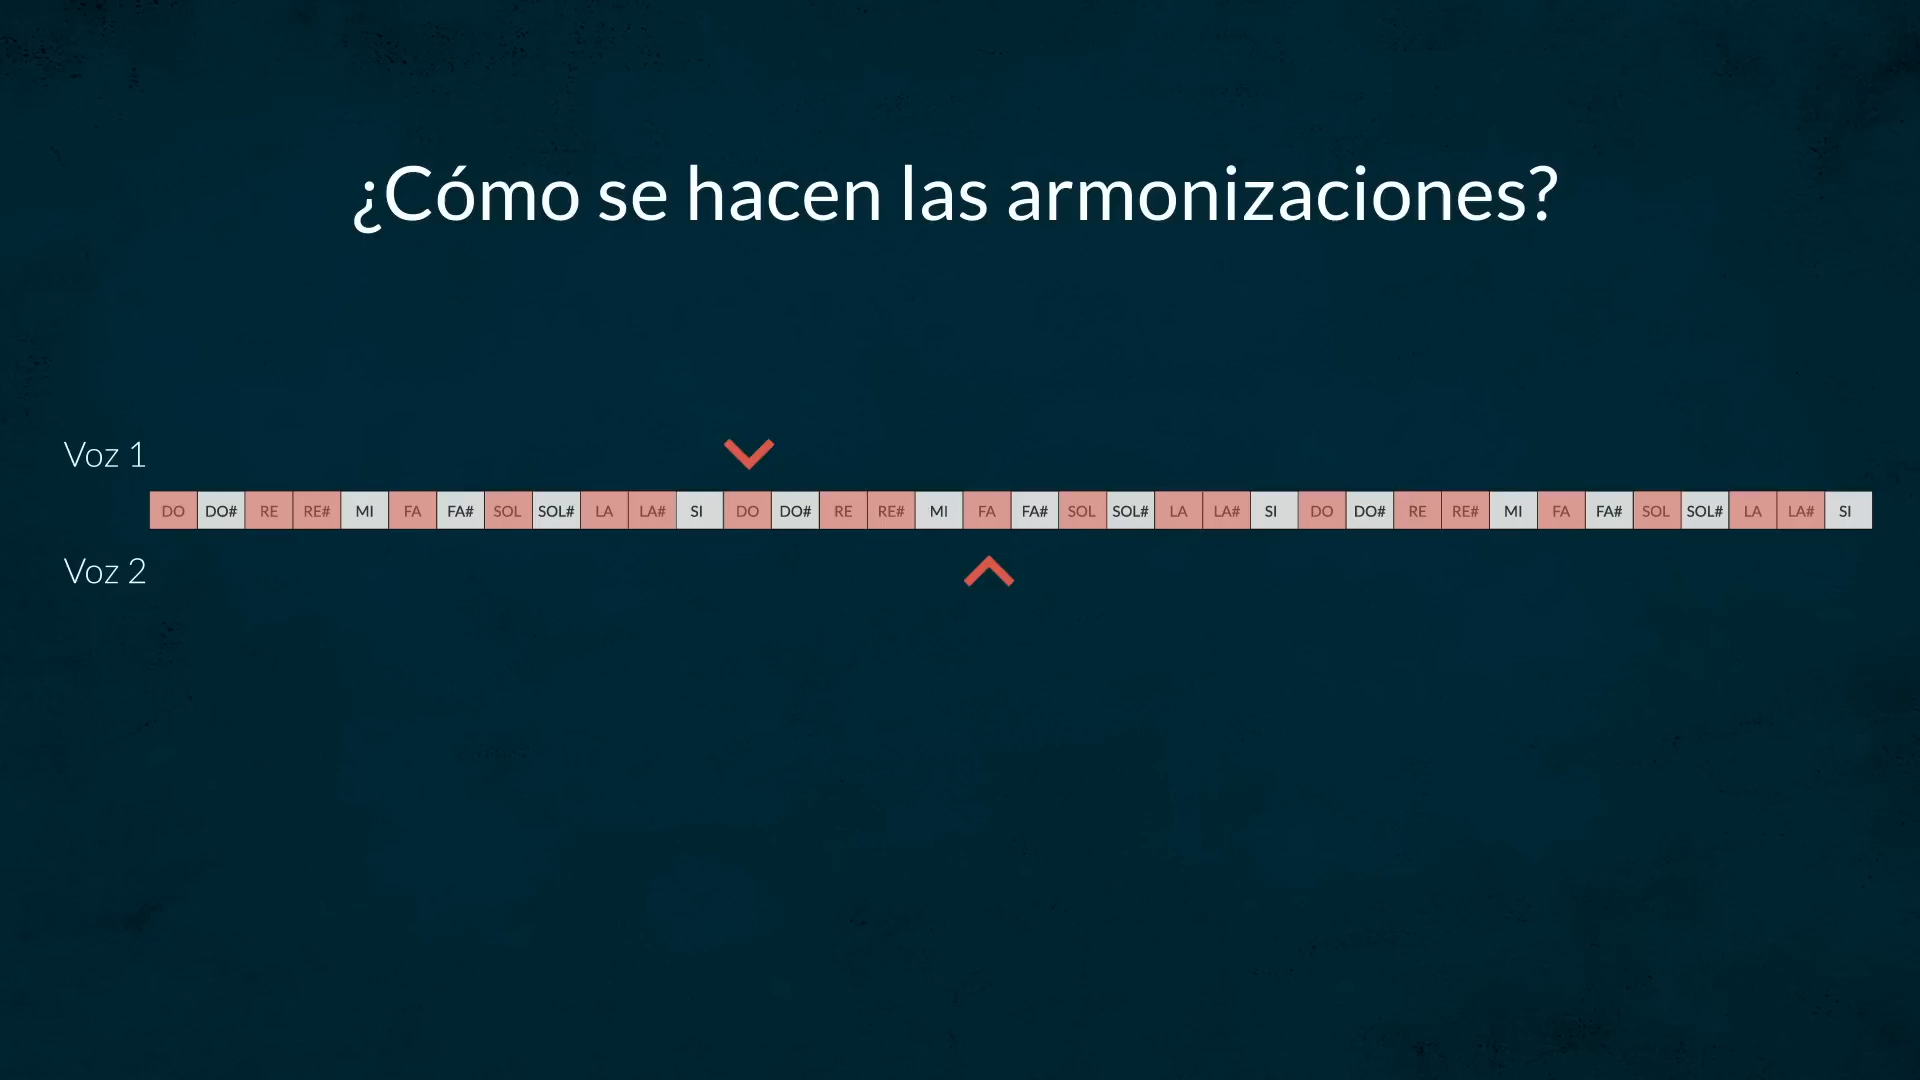 ¿Cómo se hacen las armonizaciones?
Voz 1
DO DO# RE RE# MI FA FA# SOL SOL# LA LA# SI DO DO# RE RE# MI FA FA# SOL SOL# LA LA# SI DO DO# RE RE# MI FA FA# SOL SOL# LA LA# SI
Voz 2